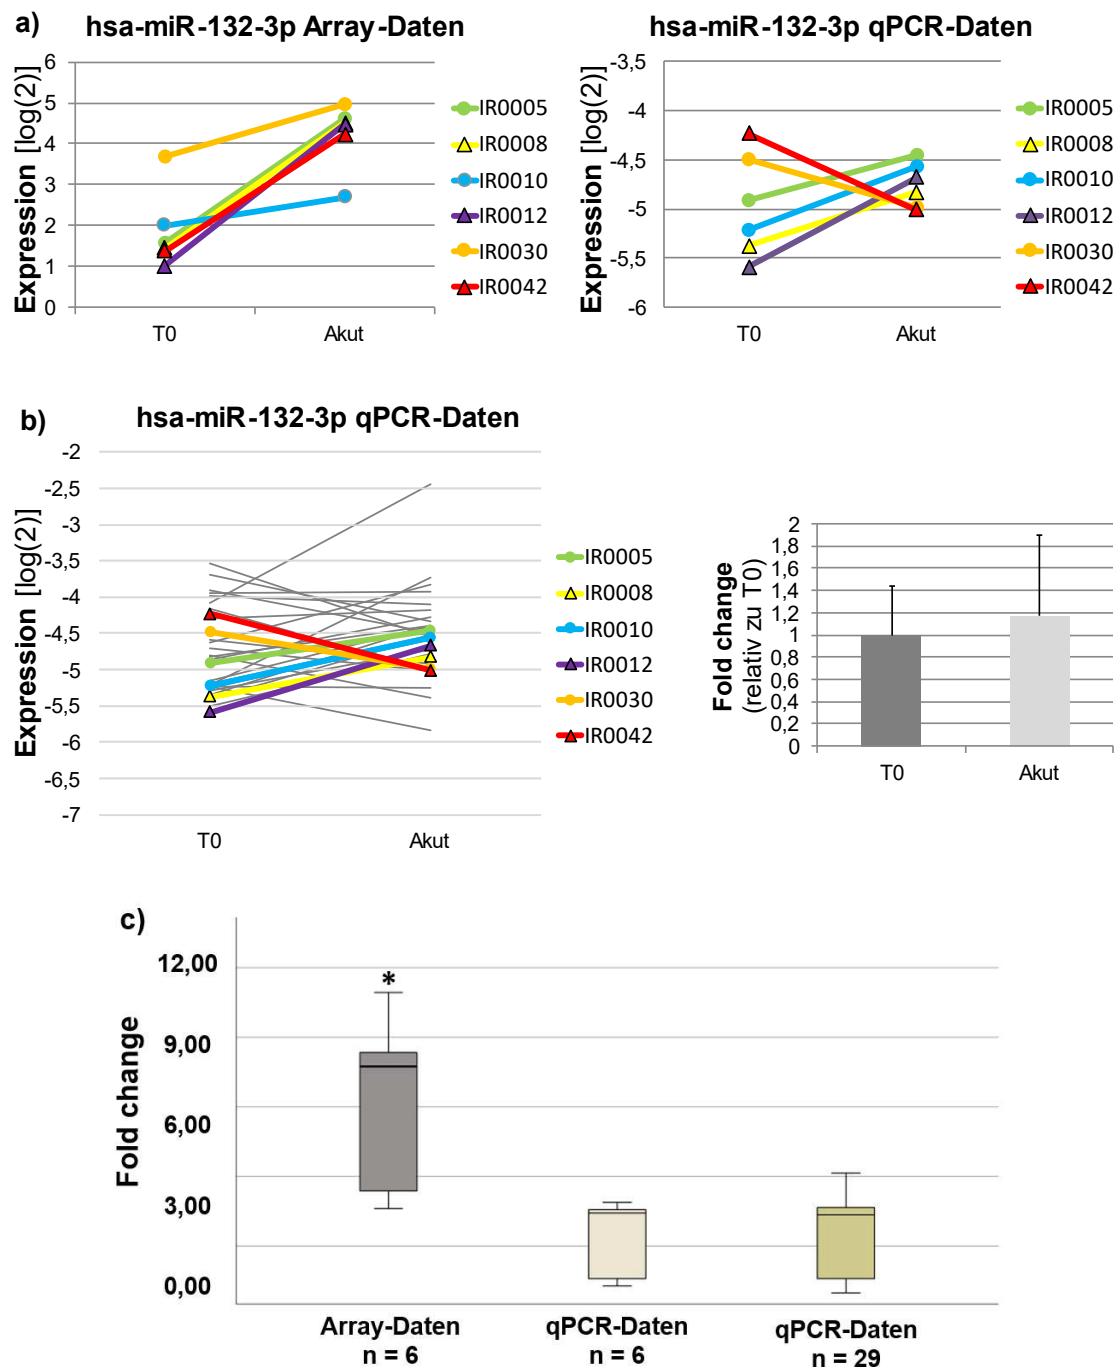 a)
hsa-miR-132-3p Array-Daten
Expression [log(2)]
6
5
4
3
2
1
0
T0
Akut
IR0005
IR0008
IR0010
IR0012
IR0030
IR0042
hsa-miR-132-3p qPCR-Daten
Expression [log(2)]
-3,5
-4
-4,5
-5
-5,5
-6
T0
Akut
IR0005
IR0008
IR0010
IR0012
IR0030
IR0042
b)
hsa-miR-132-3p qPCR-Daten
Expression [log(2)]
-2
-2,5
-3
-3,5
-4
-4,5
-5
-5,5
-6
-6,5
-7
T0
Akut
IR0005
IR0008
IR0010
IR0012
IR0030
IR0042
Fold change
(relativ zu T0)
2
1,8
1,6
1,4
1,2
1
0,8
0,6
0,4
0,2
0
T0
Akut
c)
Fold change
12,00
9,00
6,00
3,00
0,00
*
Array-Daten
n = 6
qPCR-Daten
n = 6
qPCR-Daten
n = 29